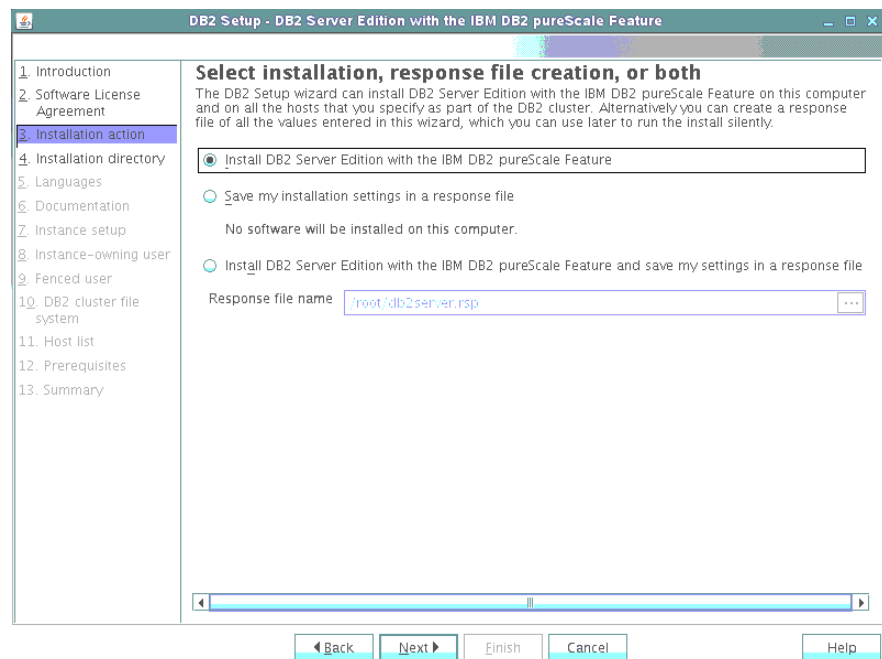 DB2 Setup - DB2 Server Edition with the IBM DB2 pureScale Feature
1. Introduction
2. Software License
Agreement
3. Installation action
4. Installation directory
5. Languages
6. Documentation
7. Instance setup
8. Instance-owning user
9. Fenced user
10. DB2 cluster file
system
11. Host list
12. Prerequisites
13. Summary
Select installation, response file creation, or both
The DB2 Setup wizard can install DB2 Server Edition with the IBM DB2 pureScale Feature on this computer
and on all the hosts that you specify as part of the DB2 cluster. Alternatively you can create a response
file of all the values entered in this wizard, which you can use later to run the install silently.
Install DB2 Server Edition with the IBM DB2 pureScale Feature
Save my installation settings in a response file
No software will be installed on this computer.
Install DB2 Server Edition with the IBM DB2 pureScale Feature and save my settings in a response file
Response file name
/root/db2server.rsp
...
Back
Next
Finish
Cancel
Help